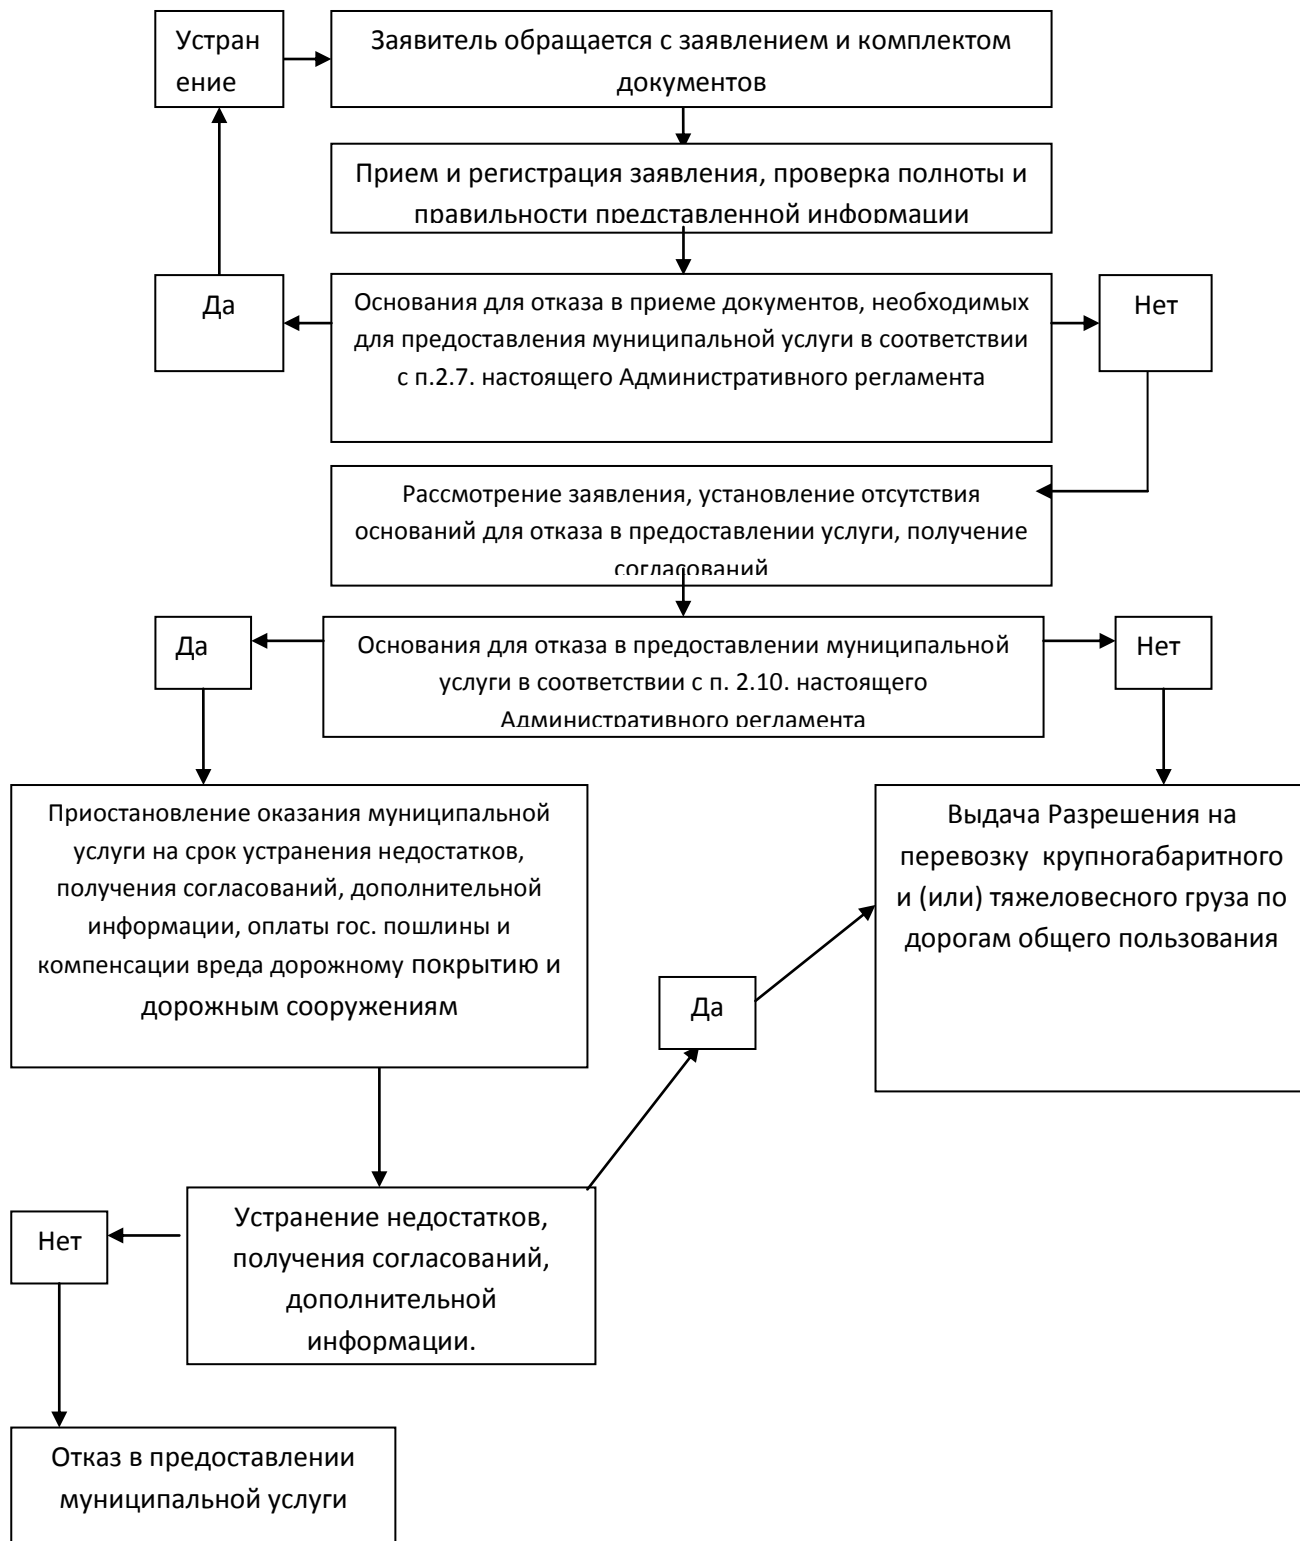 Устран
ение
Заявитель обращается с заявлением и комплектом
документов
Прием и регистрация заявления, проверка полноты и
правильности представленной информации
Да
Основания для отказа в приеме документов, необходимых
для предоставления муниципальной услуги в соответствии
с п.2.7. настоящего Административного регламента
Нет
Рассмотрение заявления, установление отсутствия
оснований для отказа в предоставлении услуги, получение
согласований
Да
Основания для отказа в предоставлении муниципальной
услуги в соответствии с п. 2.10. настоящего
Административного регламента
Нет
Приостановление оказания муниципальной
услуги на срок устранения недостатков,
получения согласований, дополнительной
информации, оплаты гос. пошлины и
компенсации вреда дорожному покрытию и
дорожным сооружениям
Выдача Разрешения на
перевозку крупногабаритного
и (или) тяжеловесного груза по
дорогам общего пользования
Да
Нет
Устранение недостатков,
получения согласований,
дополнительной
информации.
Отказ в предоставлении
муниципальной услуги